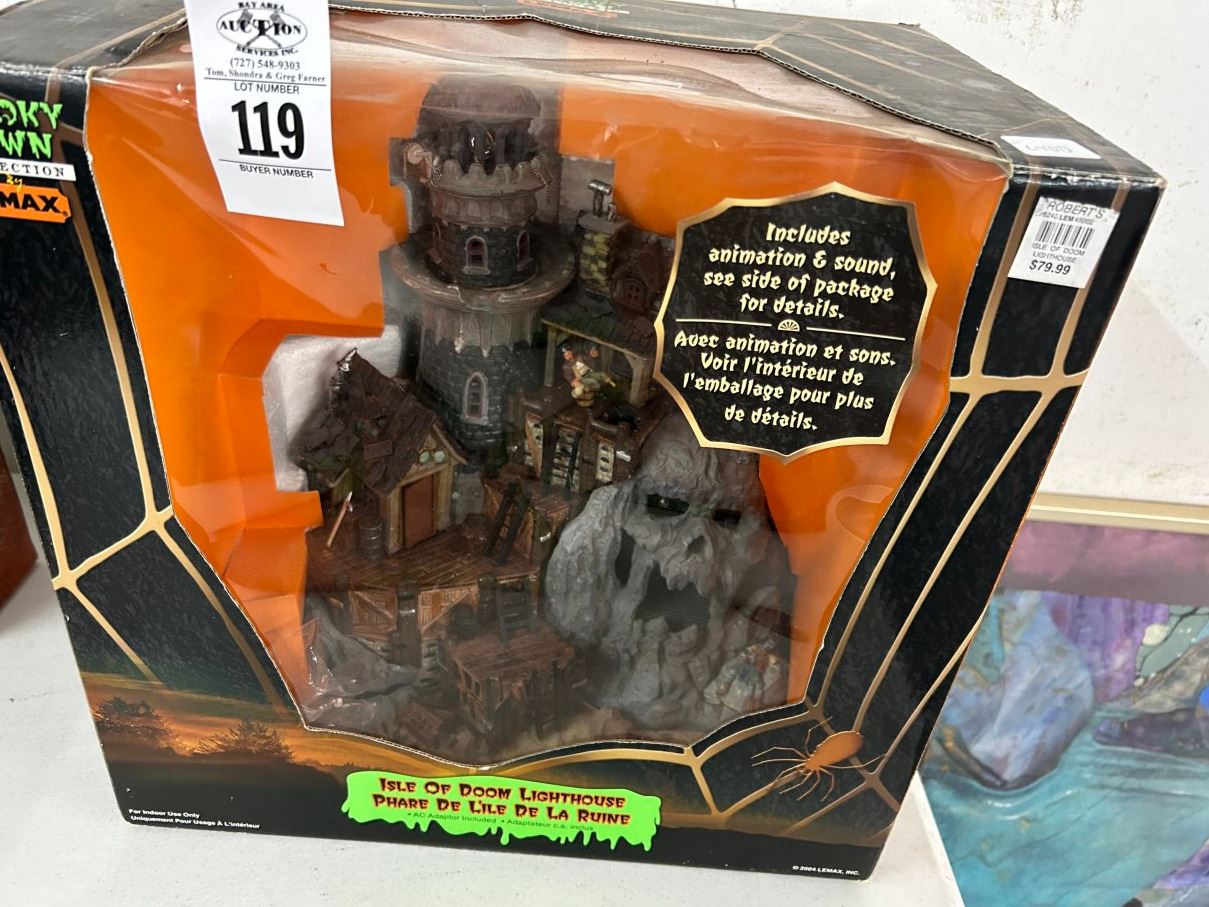 BAY AREA
AUCTION
SERVICES INC.
(727) 548-9303
Tom, Shondra & Greg Farner
LOT NUMBER
119
BUYER NUMBER
OKY
WN
ECTION
by
MAX
Includes
animation & sound,
see side of package
for details.
Avec animation et sons.
Voir l'intérieur de
l'emballage pour plus
de détails.
ROBERT'S
ISLE OF DOOM
LIGHTHOUSE
$79.99
Isle Of Doom Lighthouse
Phare De L'ile De La Ruine
• AC Adaptor Included • Adaptateur c.a. inclus
For Indoor Use Only
Uniquement Pour Usage À L'intérieur
© 2004 LEMAX, INC.